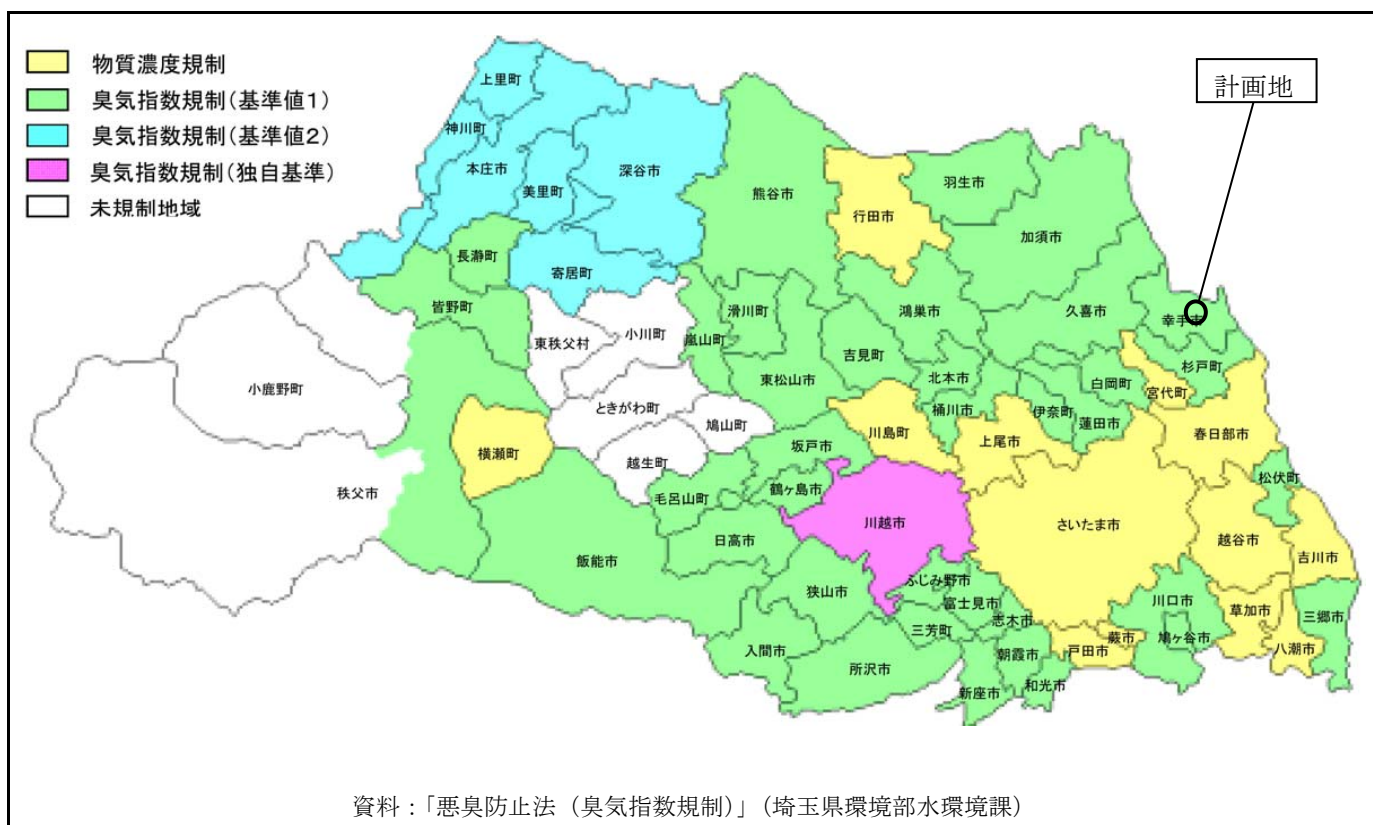 物質濃度規制
臭気指数規制(基準値1)
臭気指数規制(基準値2)
臭気指数規制(独自基準)
未規制地域
計画地
上里町
神川町
本庄市
美里町
深谷市
熊谷市
行田市
羽生市
加須市
長瀞町
寄居町
皆野町
東秩父村
小川町
嵐山町
滑川町
吉見町
鴻巣市
久喜市
幸手市
杉戸町
小鹿野町
東松山市
北本市
白岡町
宮代町
ときがわ町
鳩山町
川島町
桶川市
伊奈町
蓮田市
春日部市
横瀬町
越生町
坂戸市
上尾市
松伏町
秩父市
毛呂山町
鶴ヶ島市
川越市
さいたま市
越谷市
吉川市
飯能市
日高市
狭山市
ふじみ野市
富士見市
志木市
川口市
草加市
三郷市
三芳町
入間市
所沢市
朝霞市
戸田市
蕨市
鳩ヶ谷市
八潮市
新座市
和光市
資料：「悪臭防止法（臭気指数規制）」（埼玉県環境部水環境課）